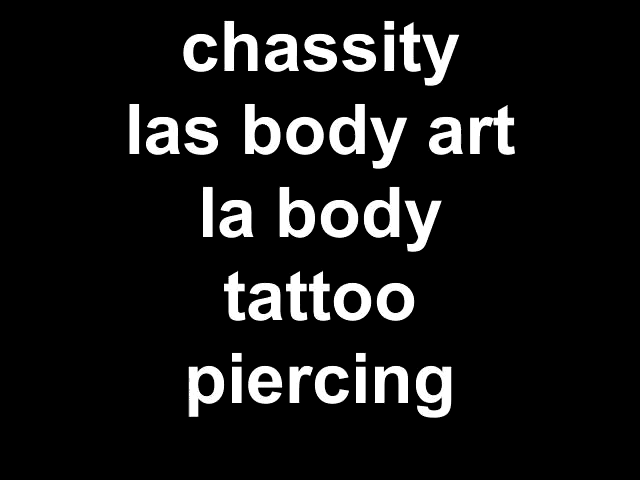 chassity
las body art
la body
tattoo
piercing